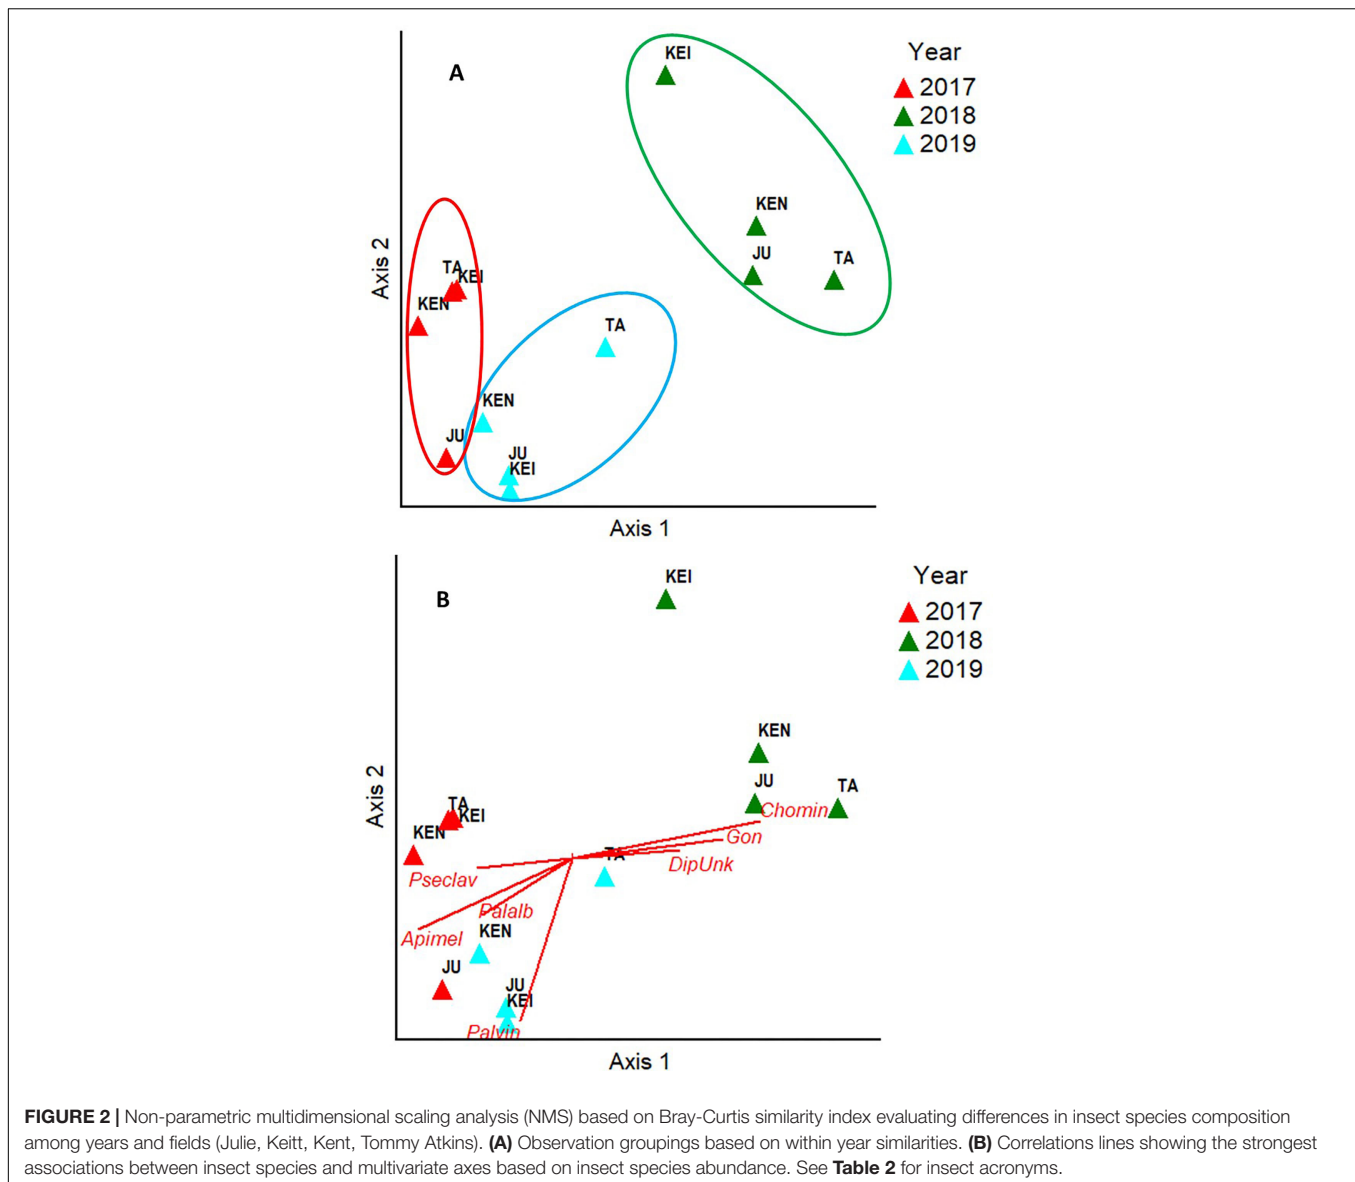 A
KEI
Year
2017
2018
2019
KEN
JU
TA
TA
KEI
KEN
JU
TA
KEN
JU
KEI
Axis 2
Axis 1
B
KEI
Year
2017
2018
2019
KEN
JU
TA
Chomin
Gon
DipUnk
TA
KEI
KEN
TA
Pseclav
Palalb
Apimel
KEN
JU
JU
KEI
Palvin
Axis 2
Axis 1
FIGURE 2 | Non-parametric multidimensional scaling analysis (NMS) based on Bray-Curtis similarity index evaluating differences in insect species composition
among years and fields (Julie, Keitt, Kent, Tommy Atkins). (A) Observation groupings based on within year similarities. (B) Correlations lines showing the strongest
associations between insect species and multivariate axes based on insect species abundance. See Table 2 for insect acronyms.